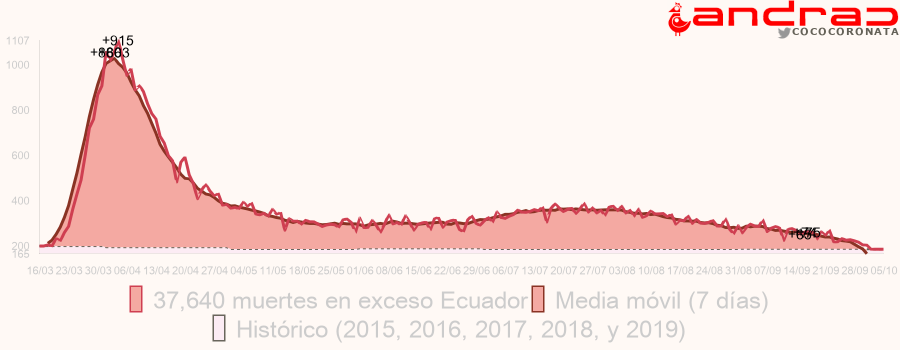 andrab
COCOCORONATA
+915
1107
1000
800
600
400
200
165
16/03 23/03 30/03 06/04 13/04 20/04 27/04 04/05 11/05 18/05 25/05 01/06 08/06 15/06 22/06 29/06 06/07 13/07 20/07 27/07 03/08 10/08 17/08 24/08 31/08 07/09 14/09 21/09 28/09 05/10
37,640 muertes en exceso Ecuador
Media móvil (7 días)
Histórico (2015, 2016, 2017, 2018, y 2019)